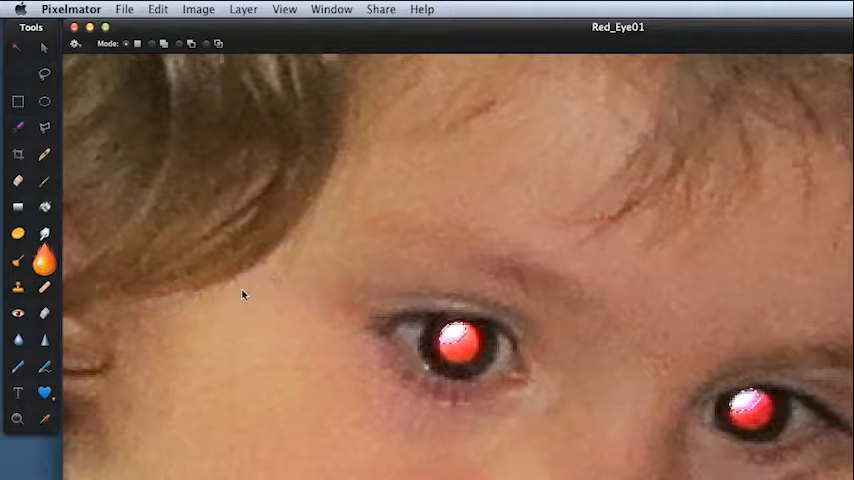 Pixelmator File Edit Image Layer View Window Share Help
Tools
Red_Eye01
Mode:
T